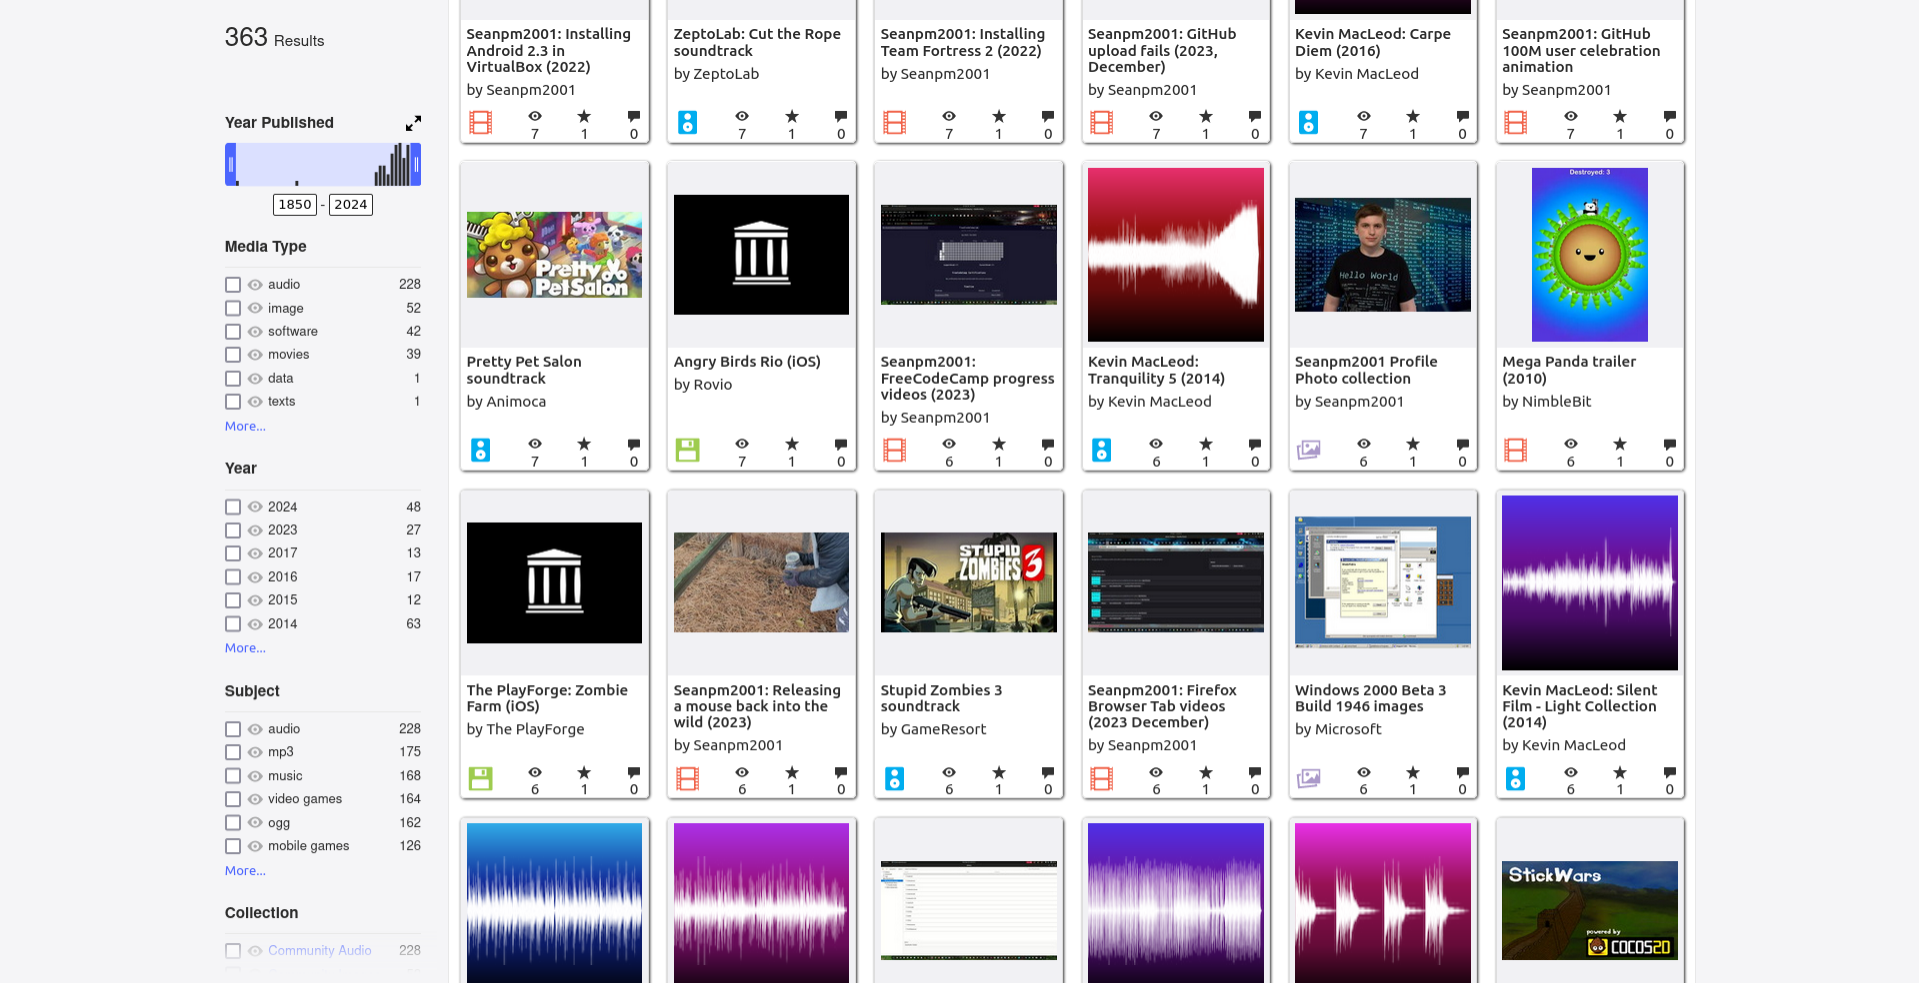 363 Results
Year Published
1850 - 2024
Media Type
audio 228
image 52
software 42
movies 39
data 1
texts 1
More...
Year
2024 48
2023 27
2017 13
2016 17
2015 12
2014 63
More...
Subject
audio 228
mp3 175
music 168
video games 164
ogg 162
mobile games 126
More...
Collection
Community Audio 228
Seanpm2001: Installing
Android 2.3 in
VirtualBox (2022)
by Seanpm2001
7 1 0
ZeptoLab: Cut the Rope
soundtrack
by ZeptoLab
7 1 0
Seanpm2001: Installing
Team Fortress 2 (2022)
by Seanpm2001
7 1 0
Seanpm2001: GitHub
upload fails (2023,
December)
by Seanpm2001
7 1 0
Kevin MacLeod: Carpe
Diem (2016)
by Kevin MacLeod
7 1 0
Seanpm2001: GitHub
100M user celebration
animation
by Seanpm2001
7 1 0
Pretty
PetSalon
Pretty Pet Salon
soundtrack
by Animoca
7 1 0
Angry Birds Rio (iOS)
by Rovio
7 1 0
Seanpm2001:
FreeCodeCamp progress
videos (2023)
by Seanpm2001
6 1 0
Kevin MacLeod:
Tranquility 5 (2014)
by Kevin MacLeod
6 1 0
Hello World
Seanpm2001 Profile
Photo collection
by Seanpm2001
6 1 0
Destroyed: 3
Mega Panda trailer
(2010)
by NimbleBit
6 1 0
The PlayForge: Zombie
Farm (iOS)
by The PlayForge
6 1 0
Seanpm2001: Releasing
a mouse back into the
wild (2023)
by Seanpm2001
6 1 0
STUPID
ZOMBIES 3
Stupid Zombies 3
soundtrack
by GameResort
6 1 0
Seanpm2001: Firefox
Browser Tab videos
(2023 December)
by Seanpm2001
6 1 0
Windows 2000 Beta 3
Build 1946 images
by Microsoft
6 1 0
Kevin MacLeod: Silent
Film - Light Collection
(2014)
by Kevin MacLeod
6 1 0
StickWars
powered by
COCOS2D